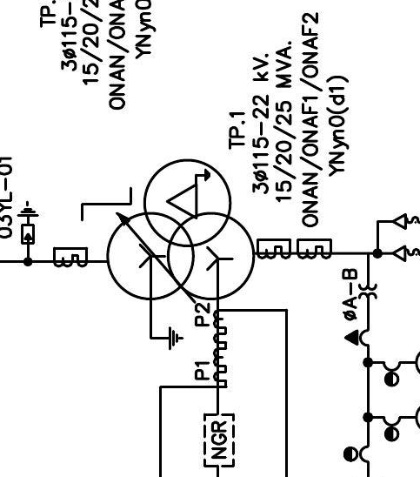 TP.
3ø115-
15/20/2
ONAN/ONA
YNyn0
03YL-01
TP.1
3ø115-22 kV.
15/20/25 MVA.
ONAN/ONAF1/ONAF2
YNyn0(d1)
P1
P2
NGR
øA-B